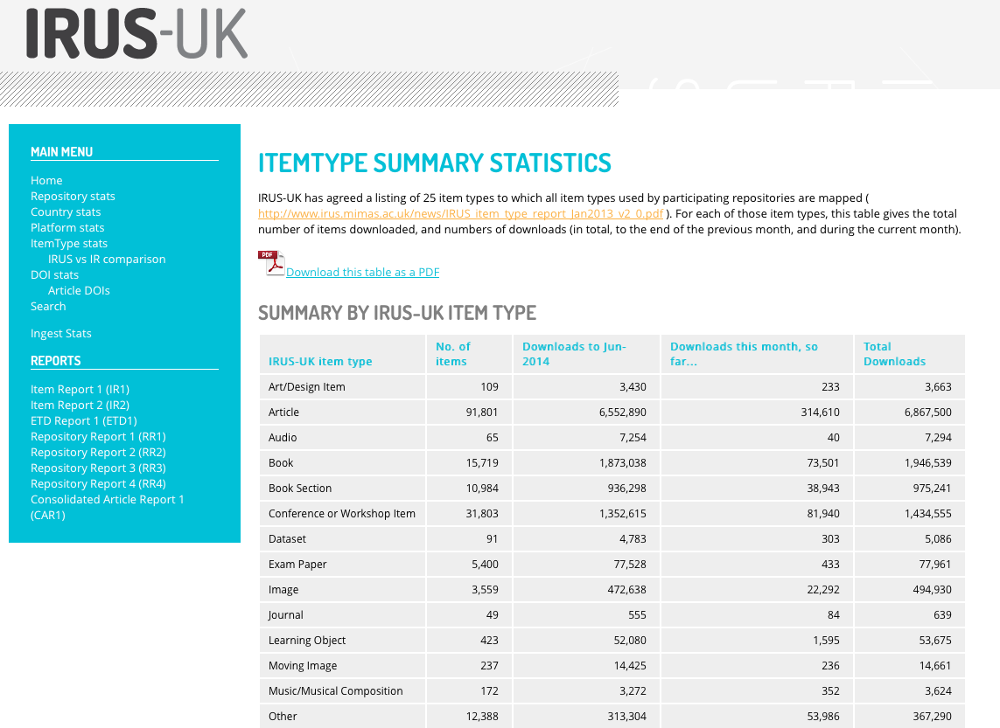 IRUS-UK
MAIN MENU
Home
Repository stats
Country stats
Platform stats
ItemType stats
IRUS vs IR comparison
DOI stats
Article DOIs
Search
Ingest Stats
REPORTS
Item Report 1 (IR1)
Item Report 2 (IR2)
ETD Report 1 (ETD1)
Repository Report 1 (RR1)
Repository Report 2 (RR2)
Repository Report 3 (RR3)
Repository Report 4 (RR4)
Consolidated Article Report 1
(CAR1)
ITEMTYPE SUMMARY STATISTICS
IRUS-UK has agreed a listing of 25 item types to which all item types used by participating repositories are mapped (
http://www.irus.mimas.ac.uk/news/IRUS_item_type_report_Jan2013_v2_0.pdf ). For each of those item types, this table gives the total
number of items downloaded, and numbers of downloads (in total, to the end of the previous month, and during the current month).
PDF
Download this table as a PDF
SUMMARY BY IRUS-UK ITEM TYPE
IRUS-UK item type No. of items Downloads to Jun-2014 Downloads this month, so far... Total Downloads
Art/Design Item 109 3,430 233 3,663
Article 91,801 6,552,890 314,610 6,867,500
Audio 65 7,254 40 7,294
Book 15,719 1,873,038 73,501 1,946,539
Book Section 10,984 936,298 38,943 975,241
Conference or Workshop Item 31,803 1,352,615 81,940 1,434,555
Dataset 91 4,783 303 5,086
Exam Paper 5,400 77,528 433 77,961
Image 3,559 472,638 22,292 494,930
Journal 49 555 84 639
Learning Object 423 52,080 1,595 53,675
Moving Image 237 14,425 236 14,661
Music/Musical Composition 172 3,272 352 3,624
Other 12,388 313,304 53,986 367,290